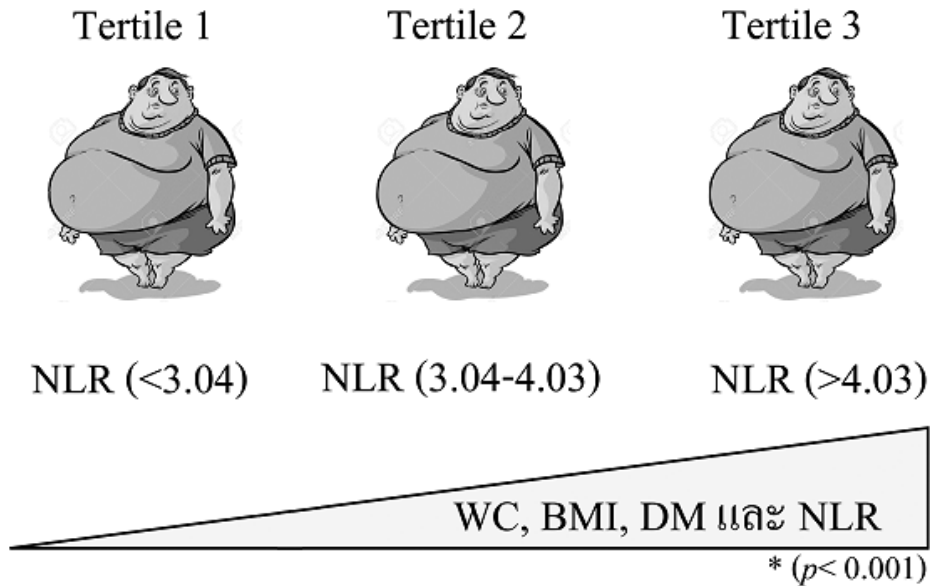 Tertile 1 Tertile 2 Tertile 3
NLR (<3.04) NLR (3.04-4.03) NLR (>4.03)
WC, BMI, DM และ NLR
* (p< 0.001)